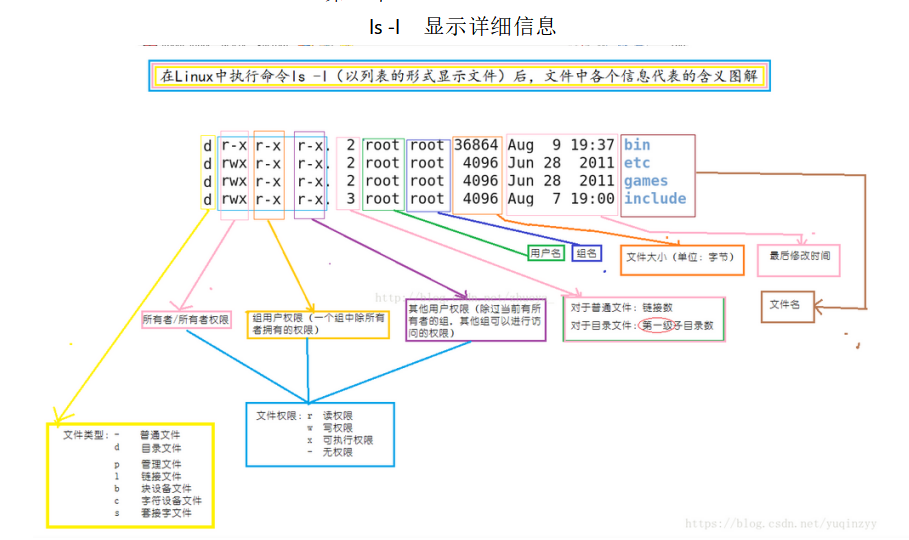 ls -l 显示详细信息
在Linux中执行命令ls -l（以列表的形式显示文件）后，文件中各个信息代表的含义图解
d r-x r-x r-x. 2 root root 36864 Aug 9 19:37 bin
d rwx r-x r-x. 2 root root 4096 Jun 28 2011 etc
d rwx r-x r-x. 2 root root 4096 Jun 28 2011 games
d rwx r-x r-x. 3 root root 4096 Aug 7 19:00 include
用户名
组名
文件大小（单位：字节）
最后修改时间
文件名
所有者/所有者权限
组用户权限（一个组中除所有
者拥有的权限）
其他用户权限（除过当前有所
有者的组，其他组可以进行访
问的权限）
对于普通文件：链接数
对于目录文件：第一级子目录数
文件权限：r 读权限
w 写权限
x 可执行权限
- 无权限
文件类型：- 普通文件
d 目录文件
p 管理文件
l 链接文件
b 块设备文件
c 字符设备文件
s 套接字文件
https://blog.csdn.net/yuqinzyy